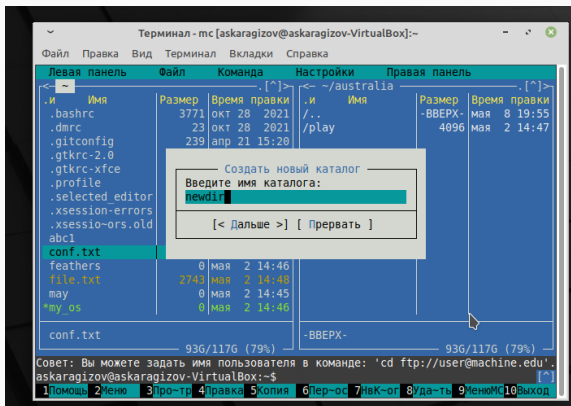 Терминал - mc [askaragizov@askaragizov-VirtualBox]:~
Файл Правка Вид Терминал Вкладки Справка
Левая панель Файл Команда Настройки Правая панель
<- ~ .[^]> <- ~/australia .[^]>
.и Имя Размер Время правки .и Имя Размер Время правки
.bashrc 3771 окт 28 2021 /.. -ВВЕРХ- мая 8 19:55
.dmrc 23 окт 28 2021 /play 4096 мая 2 14:47
.gitconfig 239 апр 21 15:20
.gtkrc-2.0
.gtkrc-xfce
.profile
.selected_editor
.xsession-errors
.xsessio~ors.old
abc1
conf.txt
Создать новый каталог
Введите имя каталога:
newdir
[< Дальше >] [ Прервать ]
feathers 0 мая 2 14:46
file.txt 2743 мая 2 14:48
may 0 мая 2 14:45
*my_os 0 мая 2 14:46
conf.txt -ВВЕРХ-
93G/117G (79%) 93G/117G (79%)
Совет: Вы можете задать имя пользователя в команде: 'cd ftp://user@machine.edu'.
askaragizov@askaragizov-VirtualBox:~$ [^]
1Помощь 2Меню 3Про~тр 4Правка 5Копия 6Пер~ос 7НвК~ог 8Уда~ть 9МенюMC 10Выход